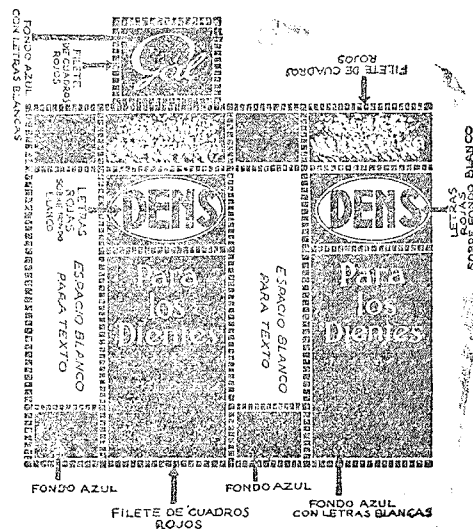 FONDO AZUL
CON LETRAS BLANCAS
FILETE
DE CUADROS
ROJOS
Gal
FILETE DE CUADROS
ROJOS
LETRAS
ROJAS
SOBRE FONDO
BLANCO
DENS
DENS
LETRAS
ROJAS
SOBRE FONDO BLANCO
ESPACIO BLANCO
PARA TEXTO
Para
los
Dientes
ESPACIO BLANCO
PARA TEXTO
Para
los
Dientes
FONDO AZUL
FILETE DE CUADROS
ROJOS
FONDO AZUL
FONDO AZUL
CON LETRAS BLANCAS